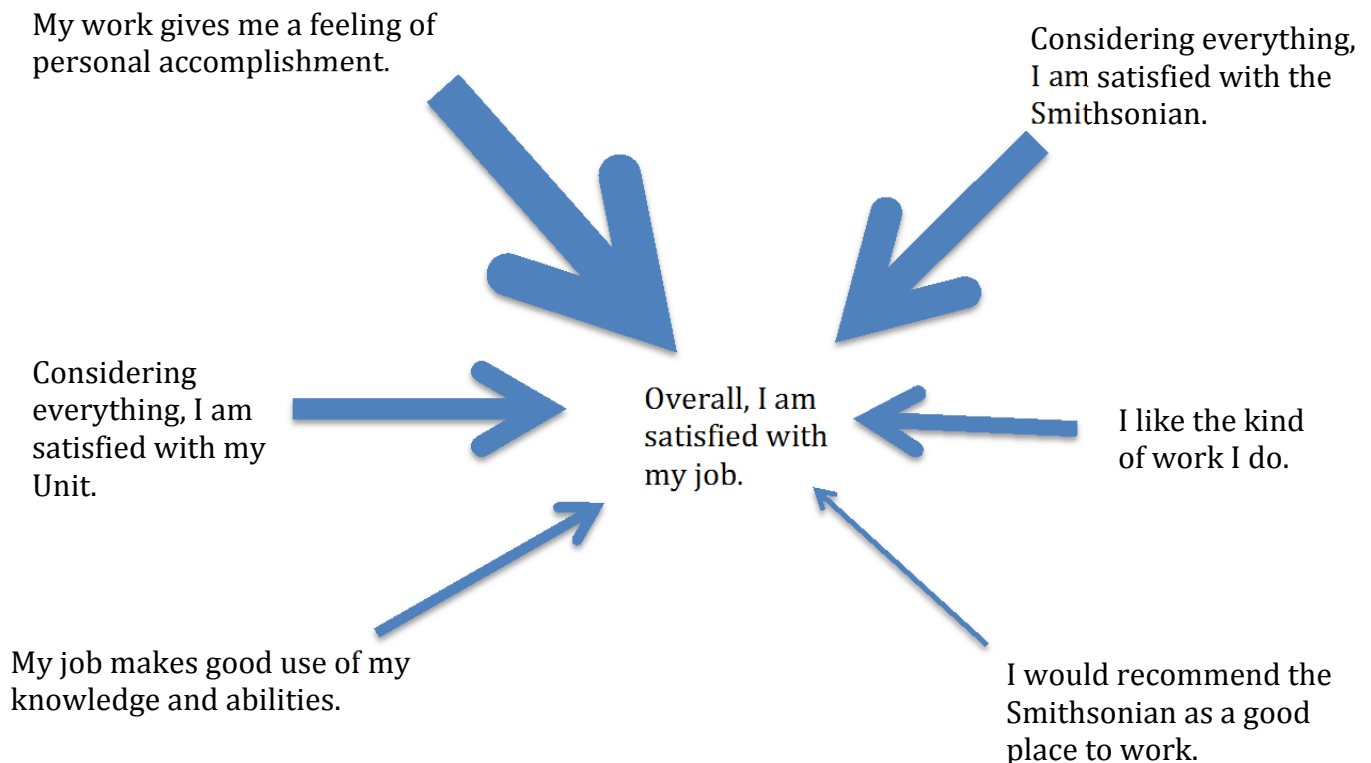 My work gives me a feeling of
personal accomplishment.
Considering everything,
I am satisfied with the
Smithsonian.
Considering
everything, I am
satisfied with my
Unit.
Overall, I am
satisfied with
my job.
I like the kind
of work I do.
My job makes good use of my
knowledge and abilities.
I would recommend the
Smithsonian as a good
place to work.